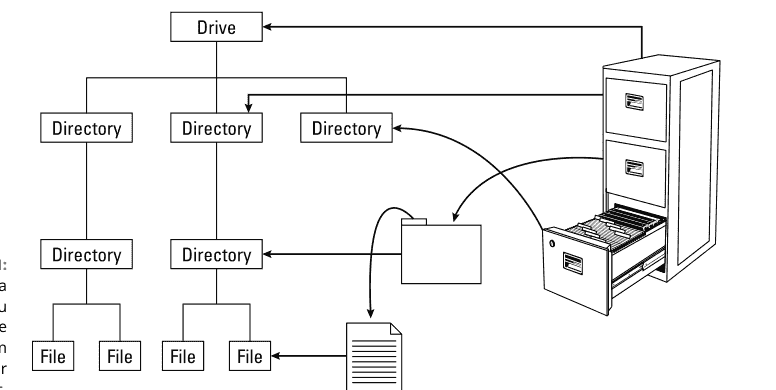 Drive
Directory Directory Directory
Directory Directory
File File File File
:
a
u
e
n
r